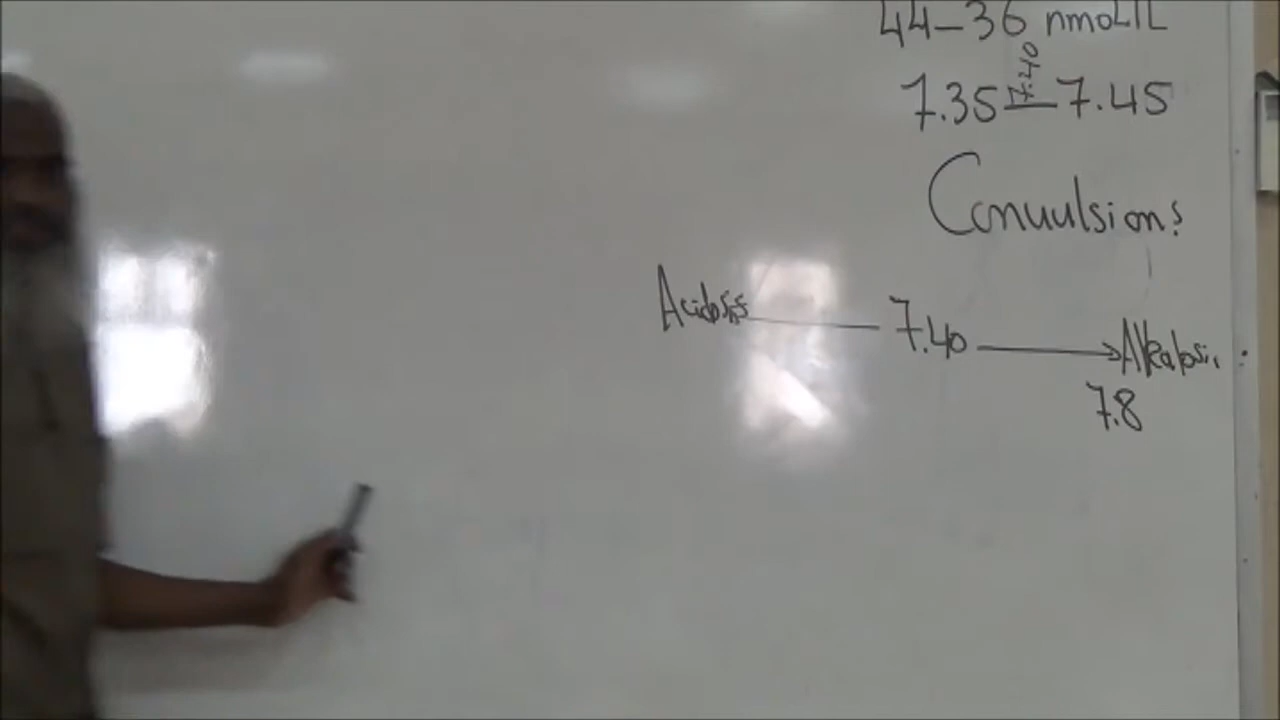 44-36 nmol/L
7.35 7.40 7.45
Convulsions
Acidosis 7.40 Alkalosis
7.8